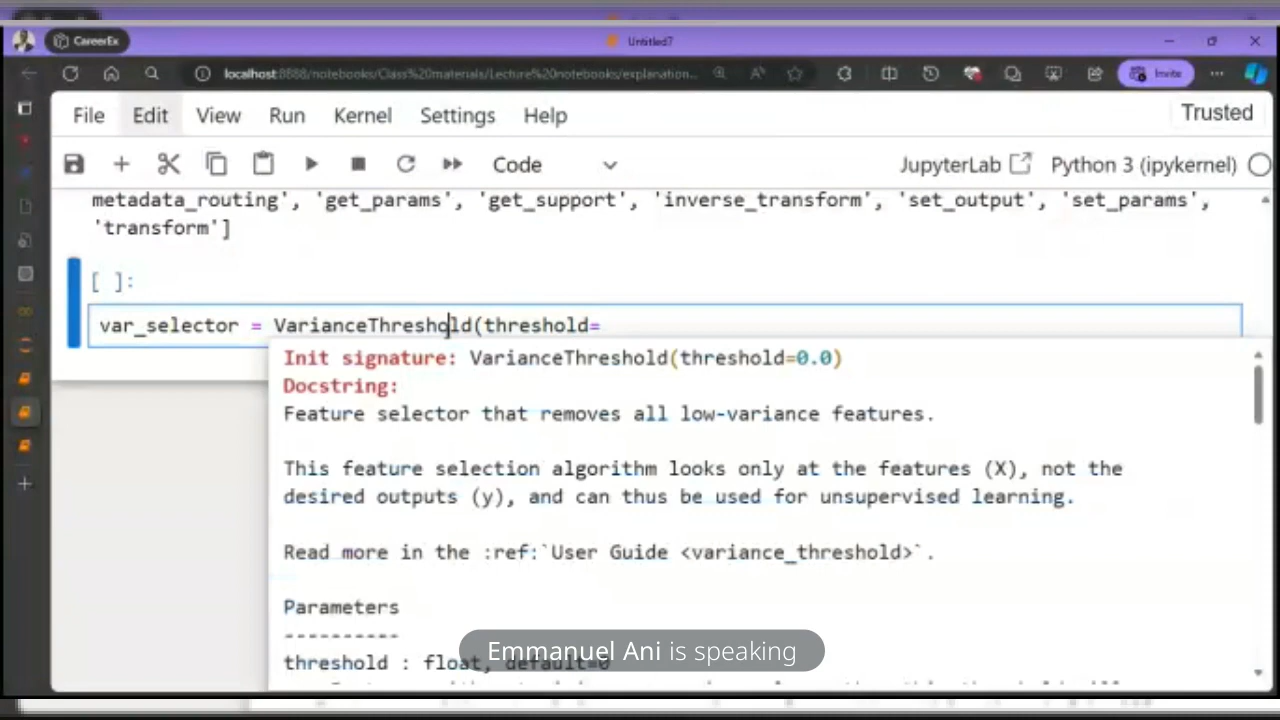 CareerEx
Untitled7
localhost:8888/notebooks/Class%20materials/Lecture%20notebooks/explanation...
Invite
File Edit View Run Kernel Settings Help
Trusted
Code
JupyterLab
Python 3 (ipykernel)
metadata_routing', 'get_params', 'get_support', 'inverse_transform', 'set_output', 'set_params',
'transform']
[ ]:
var_selector = VarianceThreshold(threshold=
Init signature: VarianceThreshold(threshold=0.0)
Docstring:
Feature selector that removes all low-variance features.
This feature selection algorithm looks only at the features (X), not the
desired outputs (y), and can thus be used for unsupervised learning.
Read more in the :ref:`User Guide <variance_threshold>`.
Parameters
----------
threshold : float, default=0
Emmanuel Ani is speaking